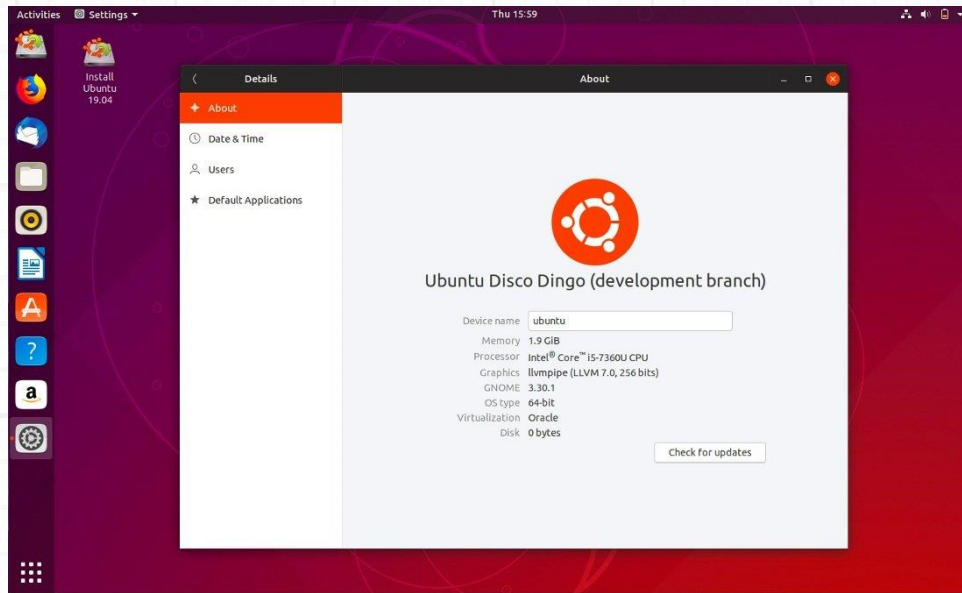 Activities Settings Thu 15:59
Install
Ubuntu
19.04
Details
About
About
Date & Time
Users
Default Applications
Ubuntu Disco Dingo (development branch)
Device name ubuntu
Memory 1.9 GiB
Processor Intel® Core™ i5-7360U CPU
Graphics llvmpipe (LLVM 7.0, 256 bits)
GNOME 3.30.1
OS type 64-bit
Virtualization Oracle
Disk 0 bytes
Check for updates
A
?
a